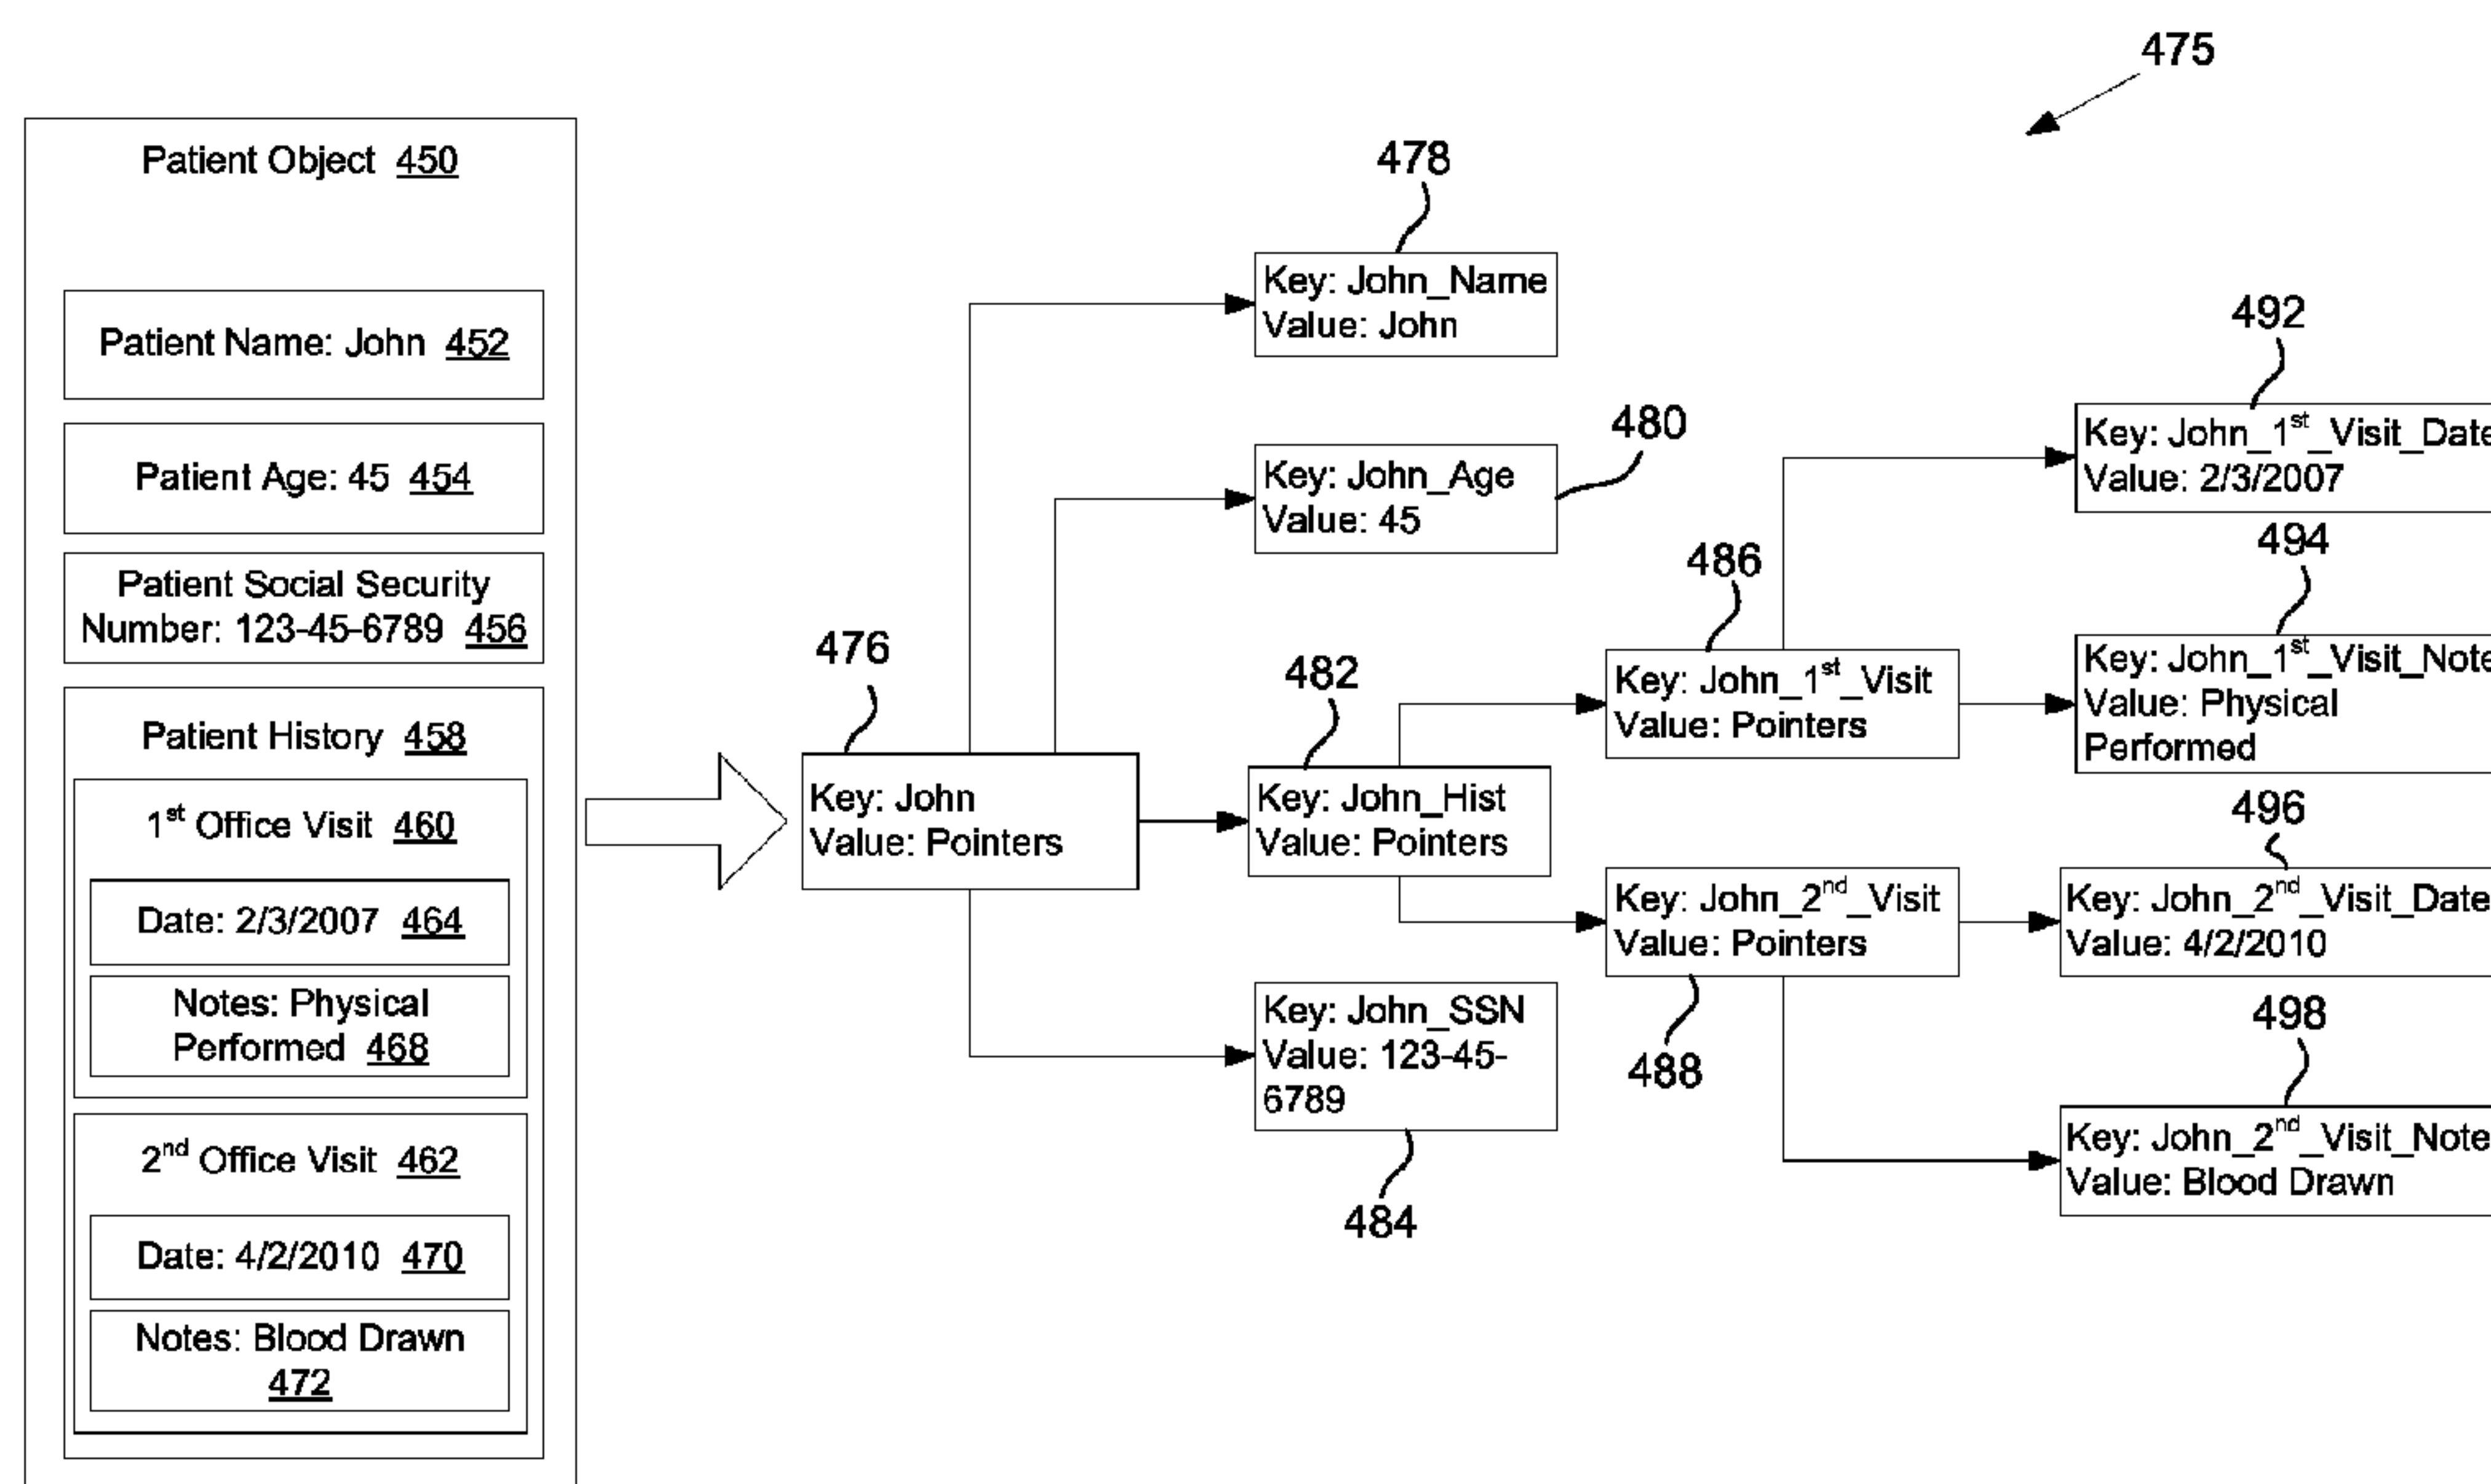 475
Patient Object 450
Patient Name: John 452
Patient Age: 45 454
Patient Social Security
Number: 123-45-6789 456
Patient History 458
1st Office Visit 460
Date: 2/3/2007 464
Notes: Physical
Performed 468
2nd Office Visit 462
Date: 4/2/2010 470
Notes: Blood Drawn
472
476
Key: John
Value: Pointers
478
Key: John_Name
Value: John
480
Key: John_Age
Value: 45
482
Key: John_Hist
Value: Pointers
Key: John_SSN
Value: 123-45-
6789
484
486
Key: John_1st_Visit
Value: Pointers
Key: John_2nd_Visit
Value: Pointers
488
492
Key: John_1st_Visit_Date
Value: 2/3/2007
494
Key: John_1st_Visit_Note
Value: Physical
Performed
496
Key: John_2nd_Visit_Date
Value: 4/2/2010
498
Key: John_2nd_Visit_Note
Value: Blood Drawn